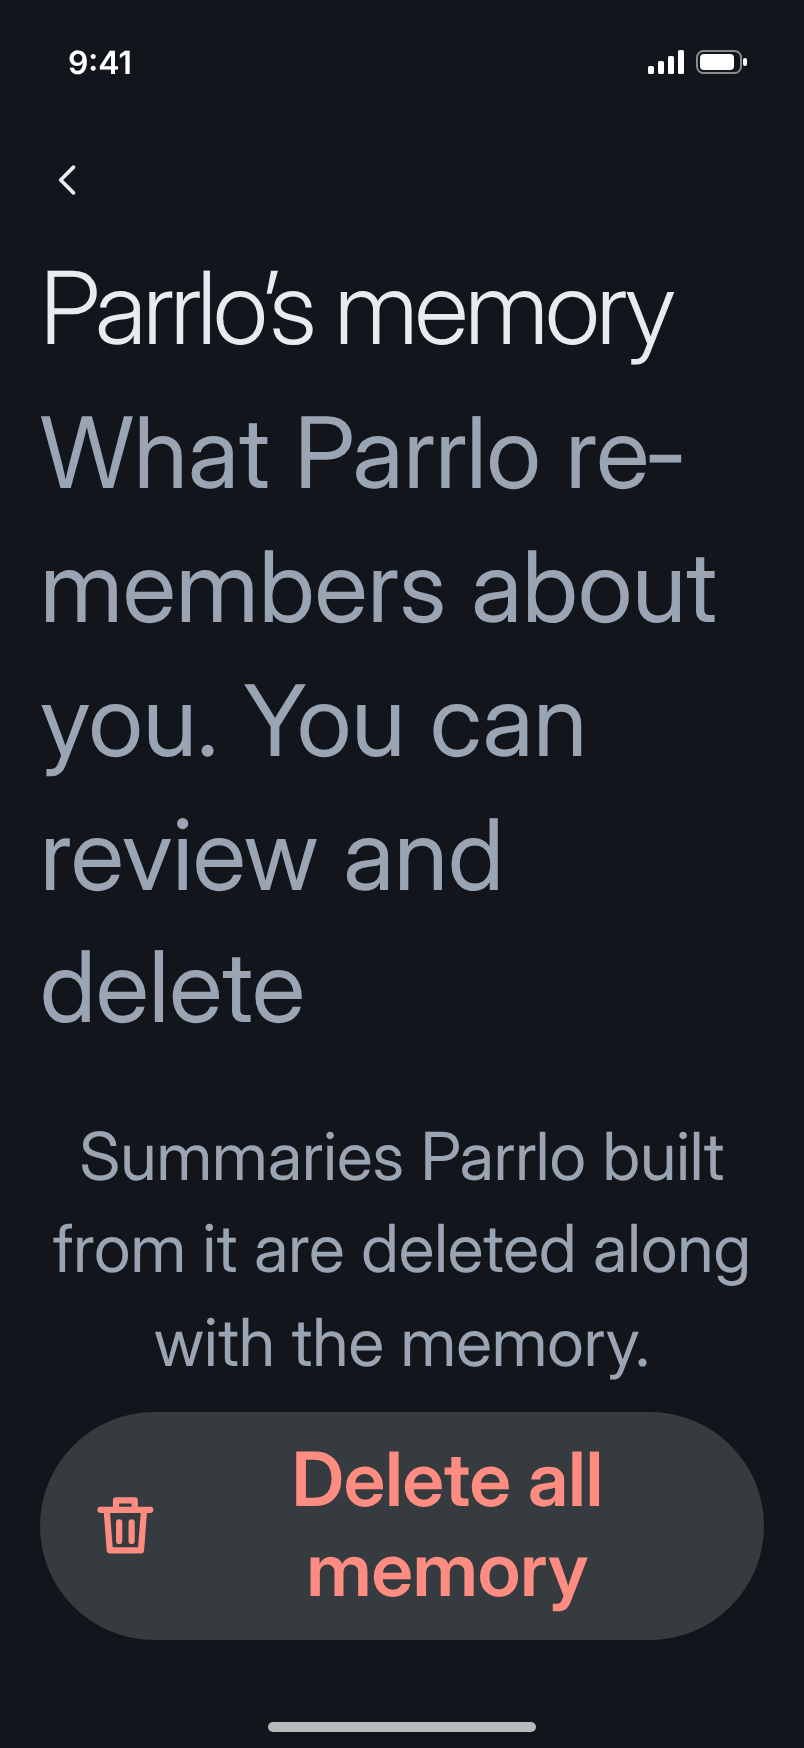 9:41
Parrlo’s memory
What Parrlo re-
members about
you. You can
review and
delete
Summaries Parrlo built
from it are deleted along
with the memory.
Delete all
memory